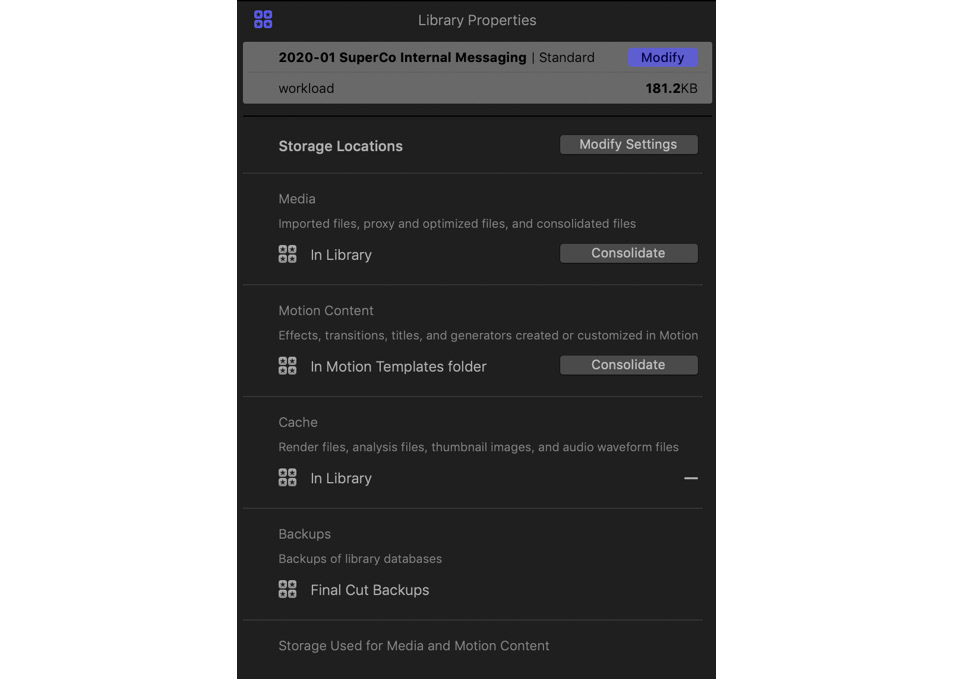 Library Properties
2020-01 SuperCo Internal Messaging | Standard Modify
workload 181.2KB
Storage Locations Modify Settings
Media
Imported files, proxy and optimized files, and consolidated files
In Library Consolidate
Motion Content
Effects, transitions, titles, and generators created or customized in Motion
In Motion Templates folder Consolidate
Cache
Render files, analysis files, thumbnail images, and audio waveform files
In Library —
Backups
Backups of library databases
Final Cut Backups
Storage Used for Media and Motion Content